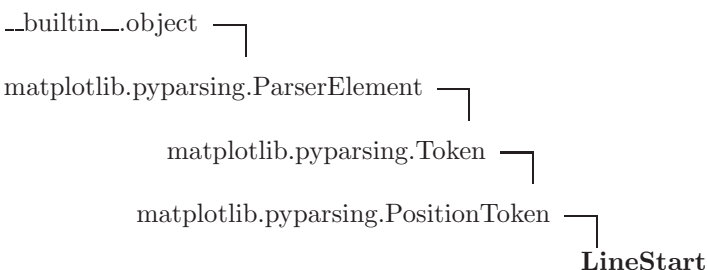 __builtin__.object
matplotlib.pyparsing.ParserElement
matplotlib.pyparsing.Token
matplotlib.pyparsing.PositionToken
LineStart